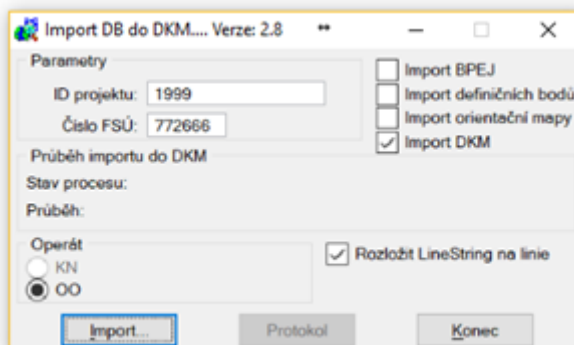 Import DB do DKM.... Verze: 2.8
Parametry
ID projektu: 1999
Číslo FSÚ: 772666
Import BPEJ
Import definičních bodů
Import orientační mapy
Import DKM
Průběh importu do DKM
Stav procesu:
Průběh:
Operát
KN
OO
Rozložit LineString na linie
Import...
Protokol
Konec